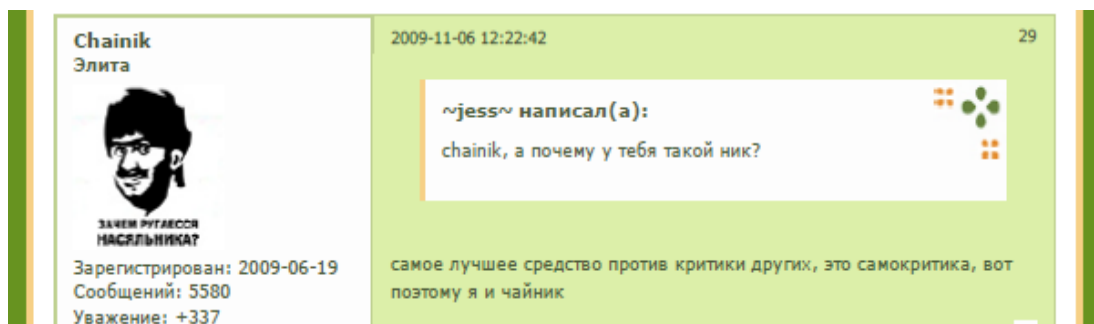 Chainik
Элита
ЗАЧЕМ РУГАЕССЯ
НАСЯЛЬНИКА?
Зарегистрирован: 2009-06-19
Сообщений: 5580
Уважение: +337
2009-11-06 12:22:42
29
~jess~ написал(а):
chainik, а почему у тебя такой ник?
самое лучшее средство против критики других, это самокритика, вот
поэтому я и чайник